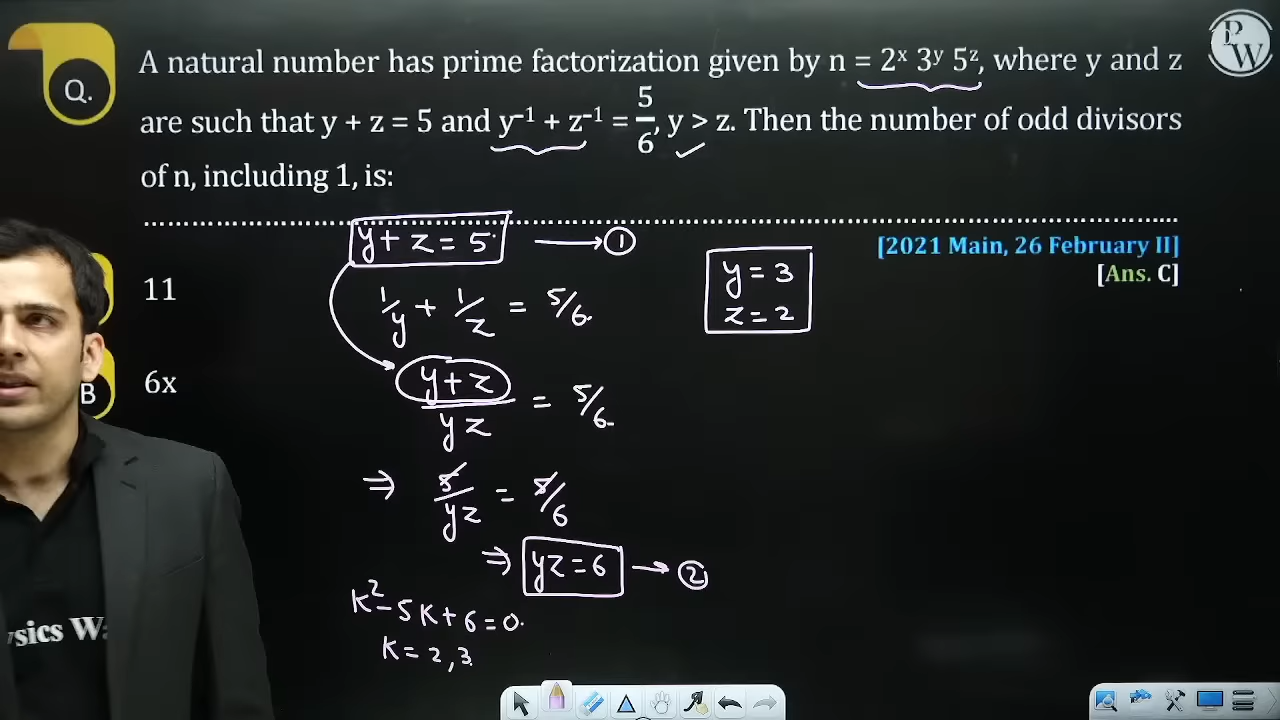 Q.
A natural number has prime factorization given by n = 2ˣ 3ʸ 5ᶻ, where y and z
are such that y + z = 5 and y⁻¹ + z⁻¹ = 5/6, y > z. Then the number of odd divisors
of n, including 1, is:
PW
[2021 Main, 26 February II]
[Ans. C]
11
B 6x
y + z = 5. → ①
1/y + 1/z = 5/6.
y + z / yz = 5/6.
⇒ 5/yz = 5/6
⇒ yz = 6 → ②
k² - 5k + 6 = 0.
k = 2, 3.
y = 3
z = 2
ysics Wa